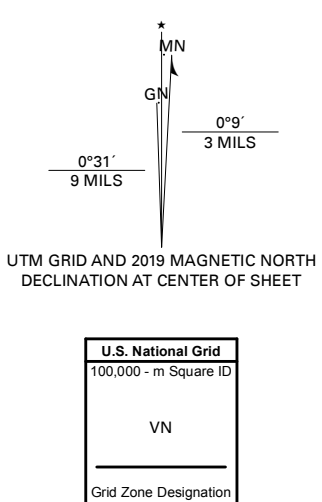 ★
MN
GN
0°9´
3 MILS
0°31´
9 MILS
UTM GRID AND 2019 MAGNETIC NORTH
DECLINATION AT CENTER OF SHEET
U.S. National Grid
100,000 - m Square ID
VN
Grid Zone Designation